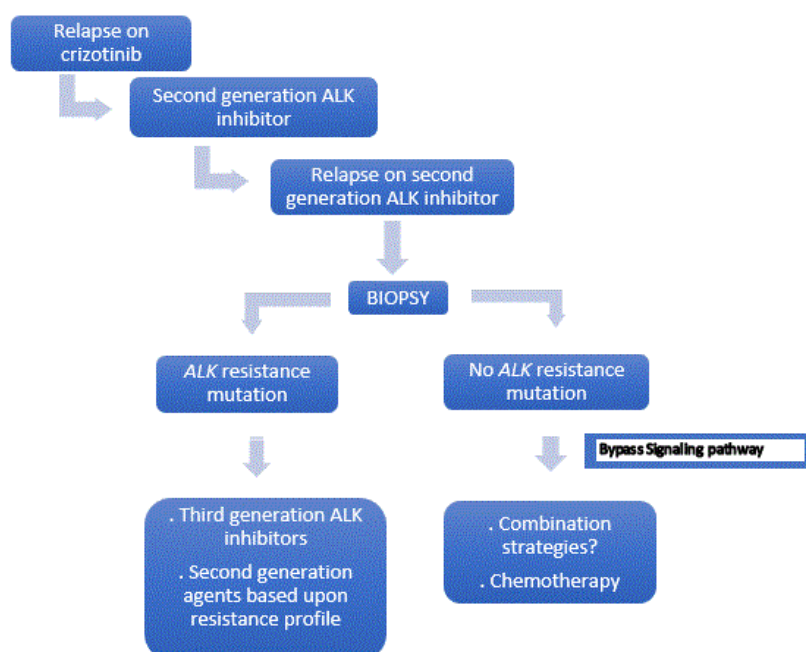 Relapse on
crizotinib
Second generation ALK
inhibitor
Relapse on second
generation ALK inhibitor
BIOPSY
ALK resistance
mutation
No ALK resistance
mutation
Bypass Signaling pathway
. Third generation ALK
inhibitors
. Second generation
agents based upon
resistance profile
. Combination
strategies?
. Chemotherapy